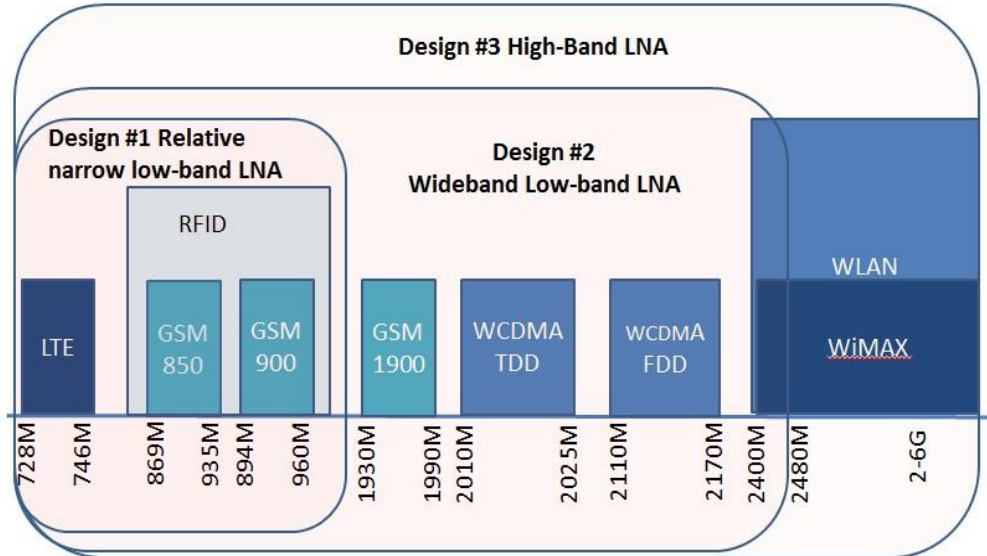 Design #3 High-Band LNA
Design #1 Relative
narrow low-band LNA
Design #2
Wideband Low-band LNA
RFID
WLAN
LTE
GSM
850
GSM
900
GSM
1900
WCDMA
TDD
WCDMA
FDD
WiMAX
728M
746M
869M
935M
894M
960M
1930M
1990M
2010M
2025M
2110M
2170M
2400M
2480M
2-6G